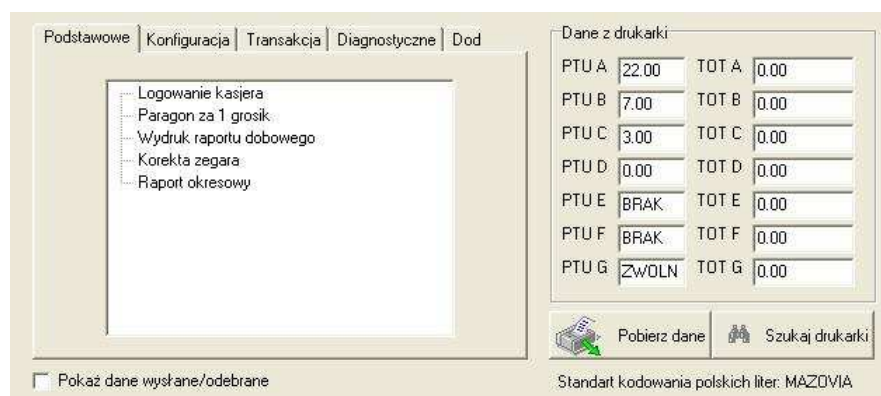 Podstawowe Konfiguracja Transakcja Diagnostyczne Dod
Logowanie kasjera
Paragon za 1 grosik
Wydruk raportu dobowego
Korekta zegara
Raport okresowy
Pokaż dane wysłane/odebrane
Dane z drukarki
PTU A 22.00 TOT A 0.00
PTU B 7.00 TOT B 0.00
PTU C 3.00 TOT C 0.00
PTU D 0.00 TOT D 0.00
PTU E BRAK TOT E 0.00
PTU F BRAK TOT F 0.00
PTU G ZWOLN TOT G 0.00
Pobierz dane Szukaj drukarki
Standart kodowania polskich liter: MAZOVIA